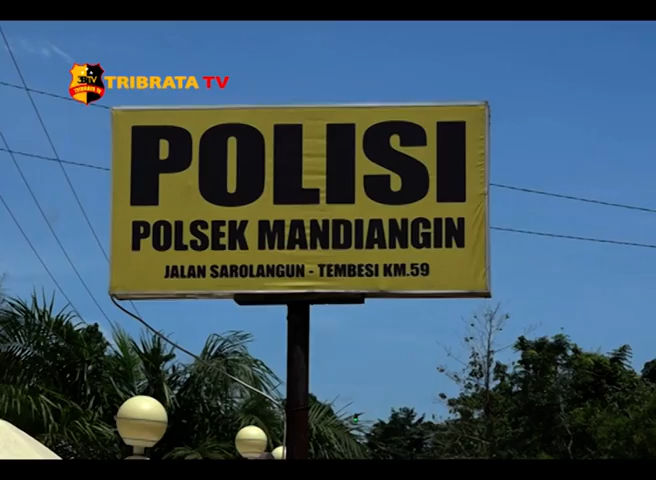 TRIBRATA TV
POLISI
POLSEK MANDIANGIN
JALAN SAROLANGUN - TEMBESI KM.59